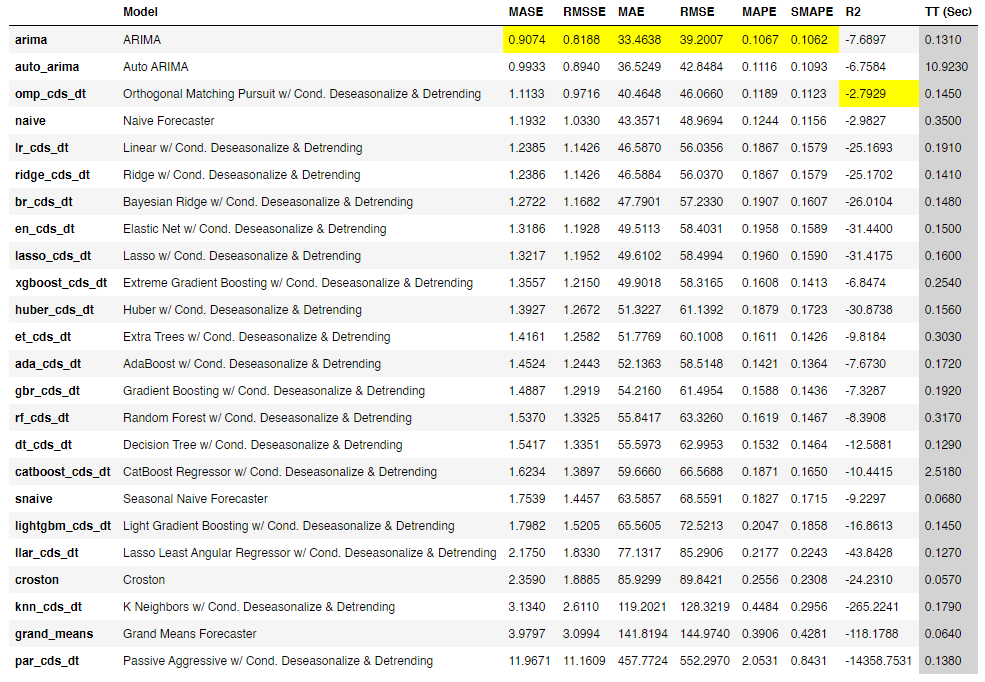 Model MASE RMSSE MAE RMSE MAPE SMAPE R2 TT (Sec)
arima ARIMA 0.9074 0.8188 33.4638 39.2007 0.1067 0.1062 -7.6897 0.1310
auto_arima Auto ARIMA 0.9933 0.8940 36.5249 42.8484 0.1116 0.1093 -6.7584 10.9230
omp_cds_dt Orthogonal Matching Pursuit w/ Cond. Deseasonalize & Detrending 1.1133 0.9716 40.4648 46.0660 0.1189 0.1123 -2.7929 0.1450
naive Naive Forecaster 1.1932 1.0330 43.3571 48.9694 0.1244 0.1156 -2.9827 0.3500
lr_cds_dt Linear w/ Cond. Deseasonalize & Detrending 1.2385 1.1426 46.5870 56.0356 0.1867 0.1579 -25.1693 0.1910
ridge_cds_dt Ridge w/ Cond. Deseasonalize & Detrending 1.2386 1.1426 46.5884 56.0370 0.1867 0.1579 -25.1702 0.1410
br_cds_dt Bayesian Ridge w/ Cond. Deseasonalize & Detrending 1.2722 1.1682 47.7901 57.2330 0.1907 0.1607 -26.0104 0.1480
en_cds_dt Elastic Net w/ Cond. Deseasonalize & Detrending 1.3186 1.1928 49.5113 58.4031 0.1958 0.1589 -31.4400 0.1500
lasso_cds_dt Lasso w/ Cond. Deseasonalize & Detrending 1.3217 1.1952 49.6102 58.4994 0.1960 0.1590 -31.4175 0.1600
xgboost_cds_dt Extreme Gradient Boosting w/ Cond. Deseasonalize & Detrending 1.3557 1.2150 49.9018 58.3165 0.1608 0.1413 -6.8474 0.2540
huber_cds_dt Huber w/ Cond. Deseasonalize & Detrending 1.3927 1.2672 51.3227 61.1392 0.1879 0.1723 -30.8738 0.1560
et_cds_dt Extra Trees w/ Cond. Deseasonalize & Detrending 1.4161 1.2582 51.7769 60.1008 0.1611 0.1426 -9.8184 0.3030
ada_cds_dt AdaBoost w/ Cond. Deseasonalize & Detrending 1.4524 1.2443 52.1363 58.5148 0.1421 0.1364 -7.6730 0.1720
gbr_cds_dt Gradient Boosting w/ Cond. Deseasonalize & Detrending 1.4887 1.2919 54.2160 61.4954 0.1588 0.1436 -7.3287 0.1920
rf_cds_dt Random Forest w/ Cond. Deseasonalize & Detrending 1.5370 1.3325 55.8417 63.3260 0.1619 0.1467 -8.3908 0.3170
dt_cds_dt Decision Tree w/ Cond. Deseasonalize & Detrending 1.5417 1.3351 55.5973 62.9953 0.1532 0.1464 -12.5881 0.1290
catboost_cds_dt CatBoost Regressor w/ Cond. Deseasonalize & Detrending 1.6234 1.3897 59.6660 66.5688 0.1871 0.1650 -10.4415 2.5180
snaive Seasonal Naive Forecaster 1.7539 1.4457 63.5857 68.5591 0.1827 0.1715 -9.2297 0.0680
lightgbm_cds_dt Light Gradient Boosting w/ Cond. Deseasonalize & Detrending 1.7982 1.5205 65.5605 72.5213 0.2047 0.1858 -16.8613 0.1450
llar_cds_dt Lasso Least Angular Regressor w/ Cond. Deseasonalize & Detrending 2.1750 1.8330 77.1317 85.2906 0.2177 0.2243 -43.8428 0.1270
croston Croston 2.3590 1.8885 85.9299 89.8421 0.2556 0.2308 -24.2310 0.0570
knn_cds_dt K Neighbors w/ Cond. Deseasonalize & Detrending 3.1340 2.6110 119.2021 128.3219 0.4484 0.2956 -265.2241 0.1790
grand_means Grand Means Forecaster 3.9797 3.0994 141.8194 144.9740 0.3906 0.4281 -118.1788 0.0640
par_cds_dt Passive Aggressive w/ Cond. Deseasonalize & Detrending 11.9671 11.1609 457.7724 552.2970 2.0531 0.8431 -14358.7531 0.1380